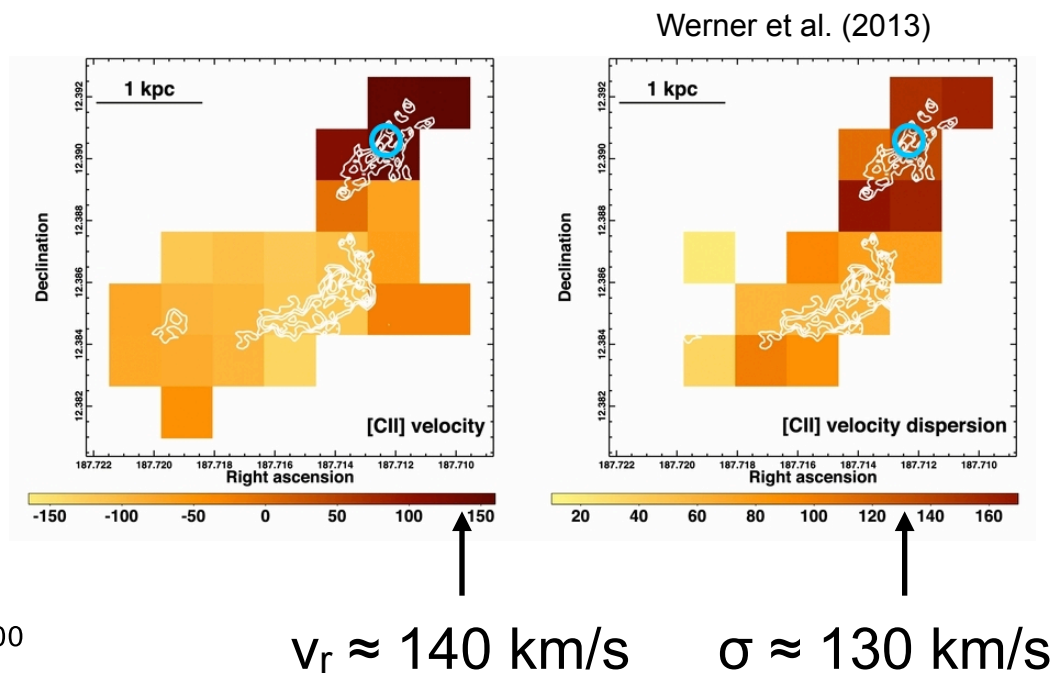 Werner et al. (2013)
1 kpc
12.392
12.390
12.388
12.386
12.384
12.382
Declination
[CII] velocity
187.722 187.720 187.718 187.716 187.714 187.712 187.710
Right ascension
-150 -100 -50 0 50 100 150
1 kpc
12.392
12.390
12.388
12.386
12.384
12.382
Declination
[CII] velocity dispersion
187.722 187.720 187.718 187.716 187.714 187.712 187.710
Right ascension
20 40 60 80 100 120 140 160
00
vr ≈ 140 km/s
σ ≈ 130 km/s